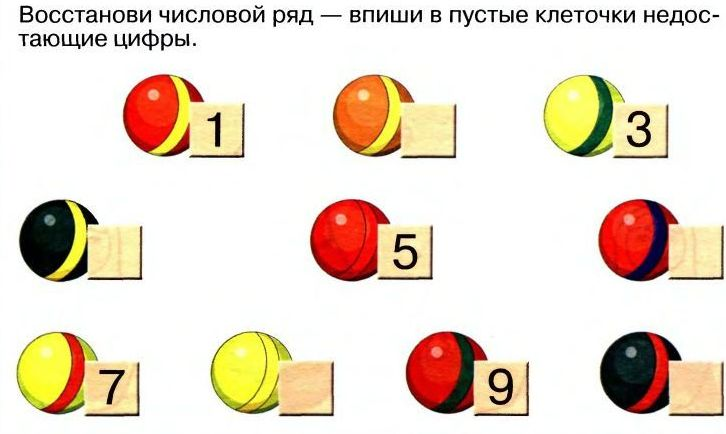 Восстанови числовой ряд — впиши в пустые клеточки недос-
тающие цифры.
1 3
5
7 9